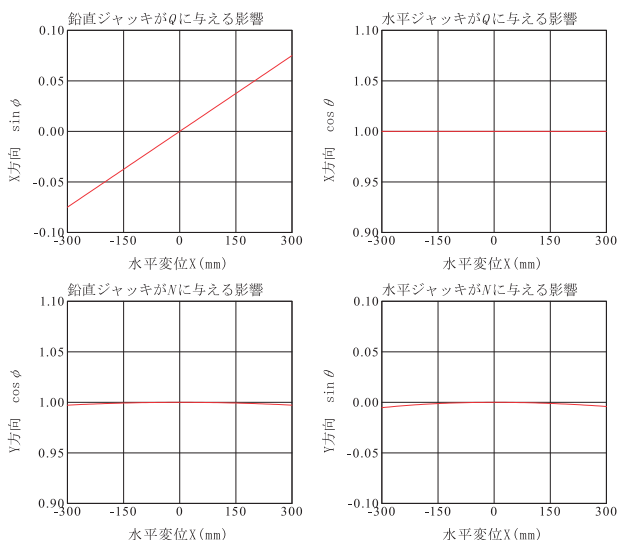 鉛直ジャッキがQに与える影響
X方向 sinφ
0.10
0.05
0.00
-0.05
-0.10
-300 -150 0 150 300
水平変位X(mm)
水平ジャッキがQに与える影響
X方向 cosθ
1.10
1.05
1.00
0.95
0.90
-300 -150 0 150 300
水平変位X(mm)
鉛直ジャッキがNに与える影響
Y方向 cosφ
1.10
1.05
1.00
0.95
0.90
-300 -150 0 150 300
水平変位X(mm)
水平ジャッキがNに与える影響
Y方向 sinθ
0.10
0.05
0.00
-0.05
-0.10
-300 -150 0 150 300
水平変位X(mm)